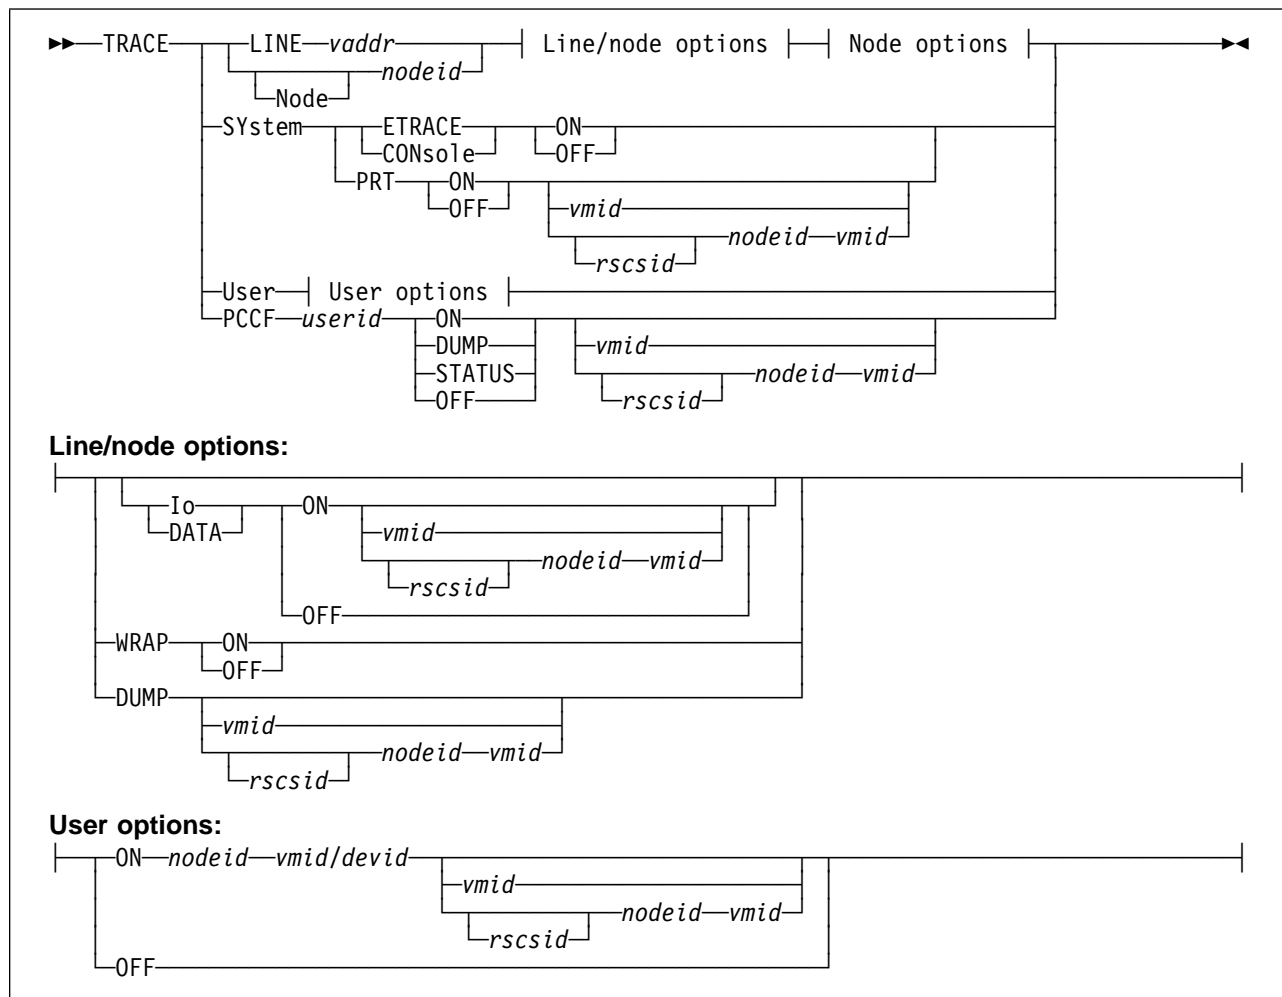 TRACE LINE vaddr Line/node options Node options
nodeid
Node
SYstem ETRACE ON
CONsole OFF
PRT ON
OFF vmid
nodeid vmid
rscsid
User User options
PCCF userid ON
DUMP vmid
STATUS nodeid vmid
OFF rscsid
Line/node options:
Io ON
DATA vmid
nodeid vmid
rscsid
OFF
WRAP ON
OFF
DUMP
vmid
nodeid vmid
rscsid
User options:
ON nodeid vmid/devid
vmid
nodeid vmid
rscsid
OFF